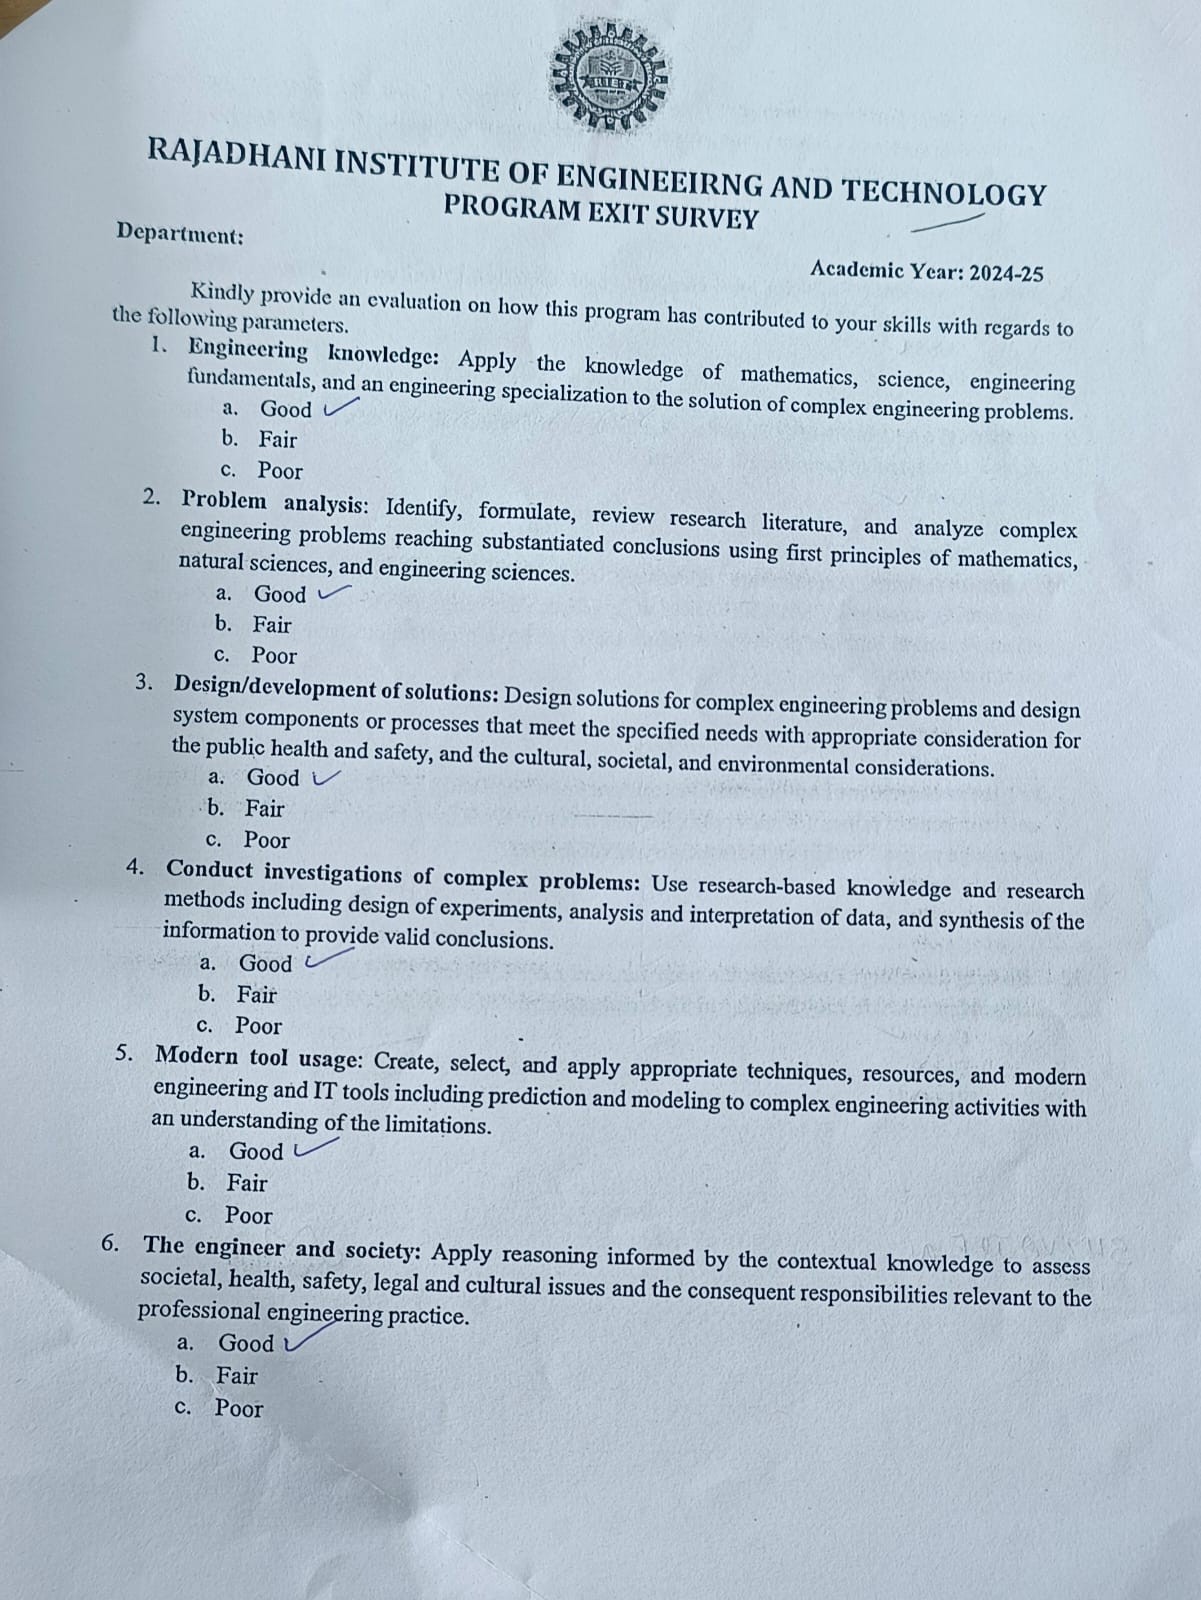 RIET
RAJADHANI INSTITUTE OF ENGINEEIRNG AND TECHNOLOGY
PROGRAM EXIT SURVEY
Department:
Academic Year: 2024-25
Kindly provide an evaluation on how this program has contributed to your skills with regards to
the following parameters.
1. Engineering knowledge: Apply the knowledge of mathematics, science, engineering
fundamentals, and an engineering specialization to the solution of complex engineering problems.
a. Good ✓
b. Fair
c. Poor
2. Problem analysis: Identify, formulate, review research literature, and analyze complex
engineering problems reaching substantiated conclusions using first principles of mathematics,
natural sciences, and engineering sciences.
a. Good ✓
b. Fair
c. Poor
3. Design/development of solutions: Design solutions for complex engineering problems and design
system components or processes that meet the specified needs with appropriate consideration for
the public health and safety, and the cultural, societal, and environmental considerations.
a. Good ✓
b. Fair
c. Poor
4. Conduct investigations of complex problems: Use research-based knowledge and research
methods including design of experiments, analysis and interpretation of data, and synthesis of the
information to provide valid conclusions.
a. Good ✓
b. Fair
c. Poor
5. Modern tool usage: Create, select, and apply appropriate techniques, resources, and modern
engineering and IT tools including prediction and modeling to complex engineering activities with
an understanding of the limitations.
a. Good ✓
b. Fair
c. Poor
6. The engineer and society: Apply reasoning informed by the contextual knowledge to assess
societal, health, safety, legal and cultural issues and the consequent responsibilities relevant to the
professional engineering practice.
a. Good ✓
b. Fair
c. Poor